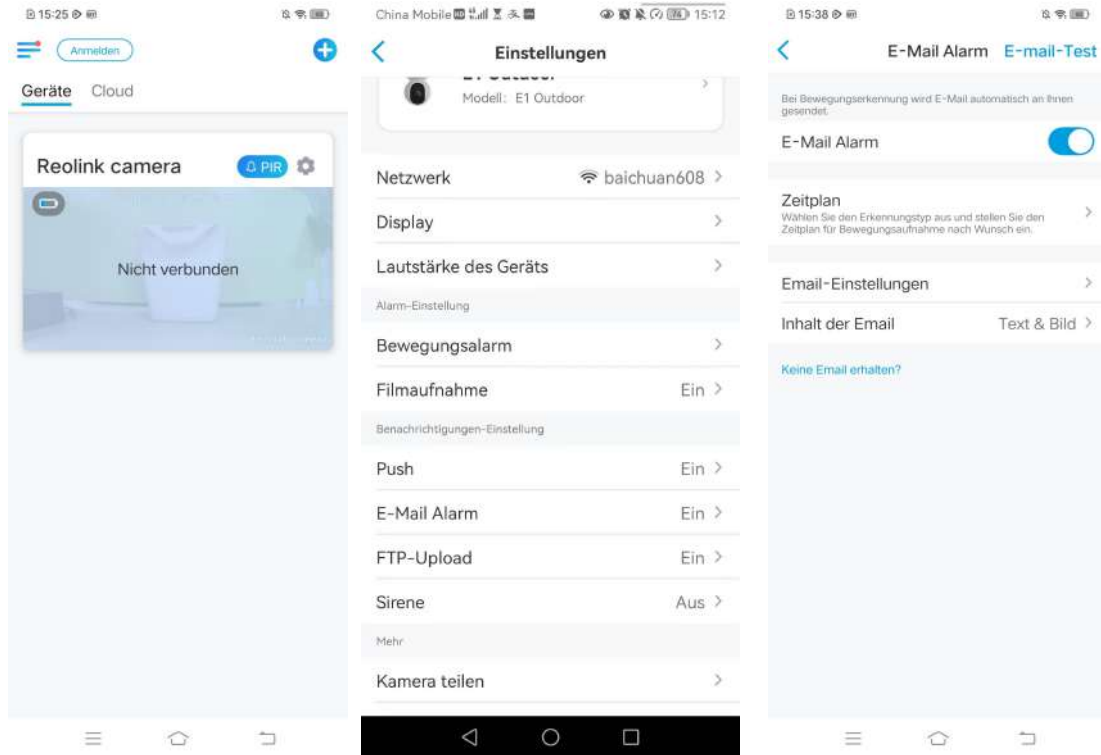 15:25
Anmelden
Geräte Cloud
Reolink camera PIR
Nicht verbunden
China Mobile HD 76 15:12
Einstellungen
Modell: E1 Outdoor
Netzwerk baichuan608
Display
Lautstärke des Geräts
Alarm-Einstellung
Bewegungsalarm
Filmaufnahme Ein
Benachrichtigungen-Einstellung
Push Ein
E-Mail Alarm Ein
FTP-Upload Ein
Sirene Aus
Mehr
Kamera teilen
15:38
E-Mail Alarm E-mail-Test
Bei Bewegungserkennung wird E-Mail automatisch an Ihnen
gesendet.
E-Mail Alarm
Zeitplan
Wählen Sie den Erkennungstyp aus und stellen Sie den
Zeitplan für Bewegungsaufnahme nach Wunsch ein.
Email-Einstellungen
Inhalt der Email Text & Bild
Keine Email erhalten?